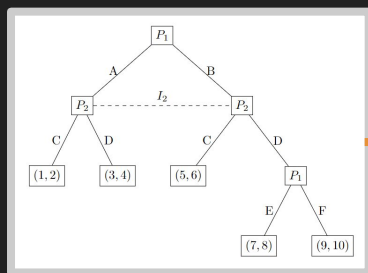 P₁
A B
P₂ I₂ P₂
C D C D
(1, 2) (3, 4) (5, 6) P₁
E F
(7, 8) (9, 10)